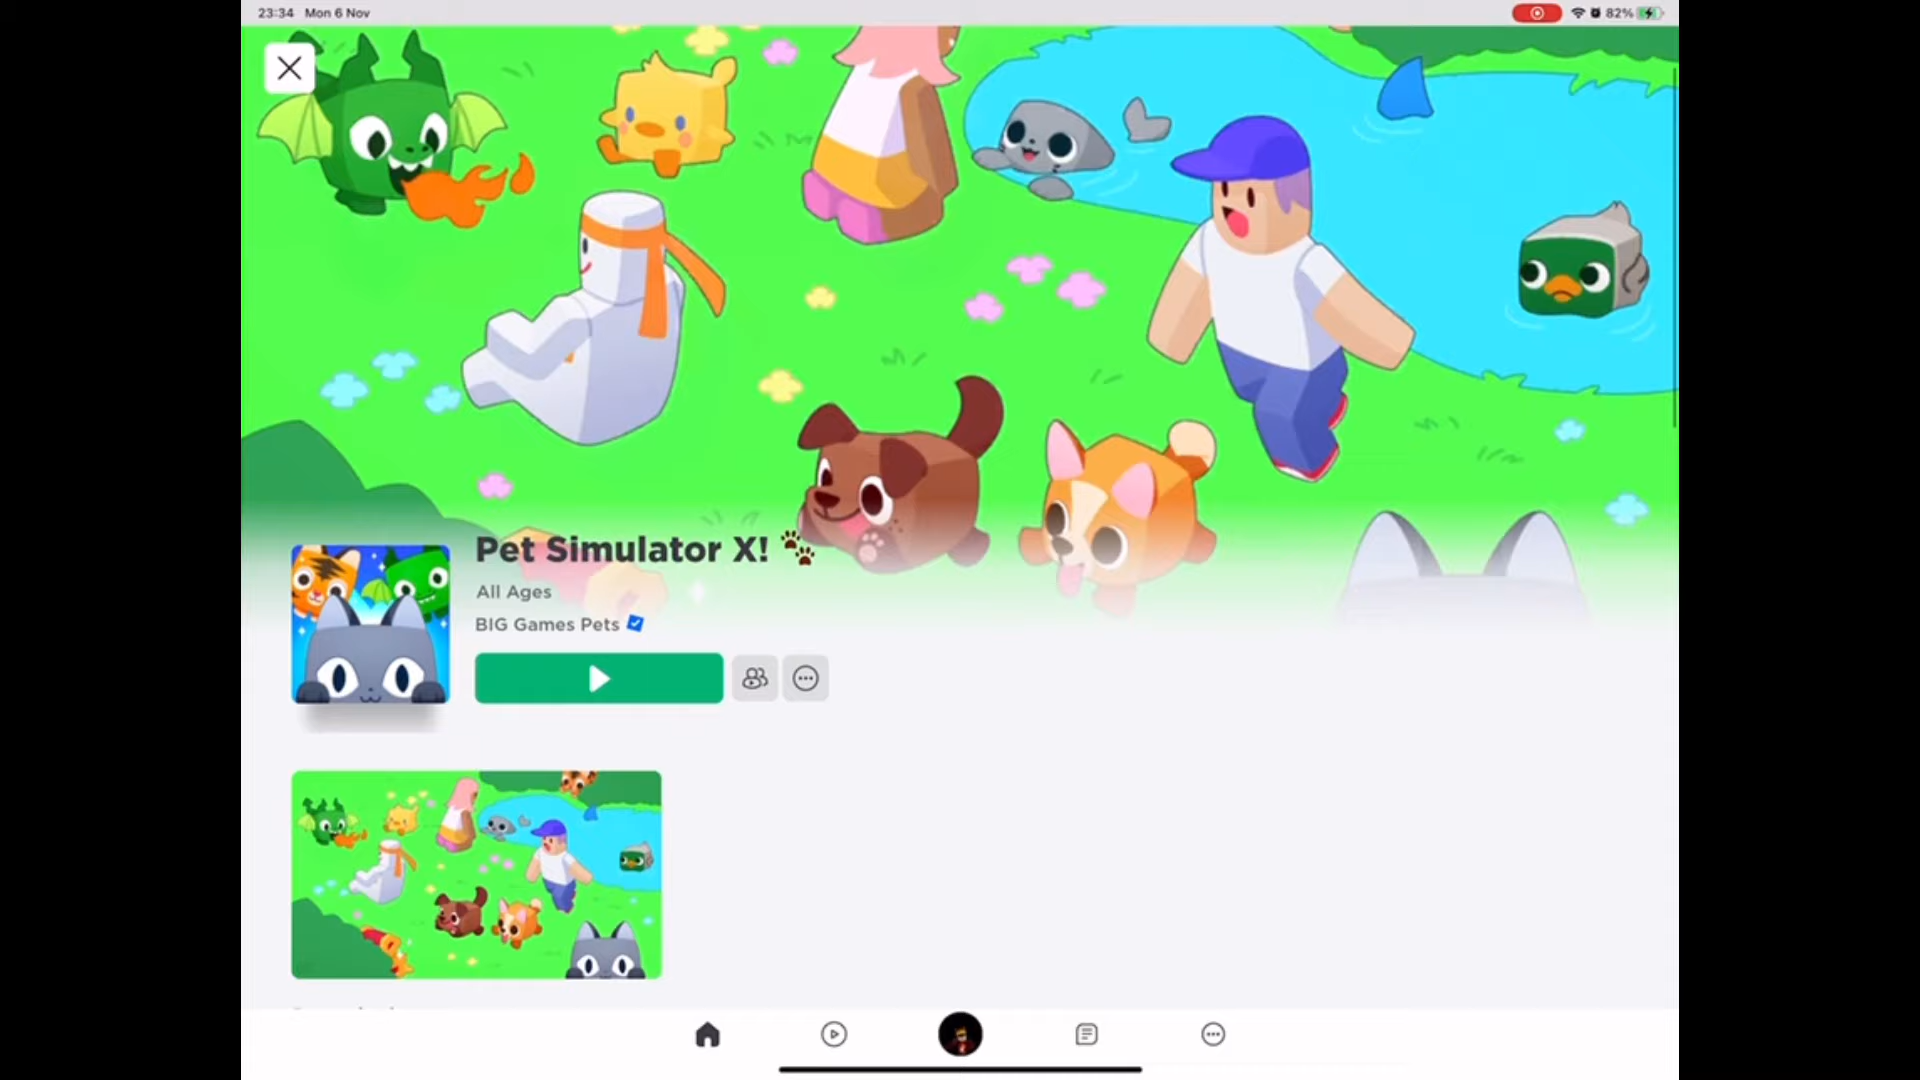 23:34 Mon 6 Nov
82%
Pet Simulator X! 🐾
All Ages
BIG Games Pets